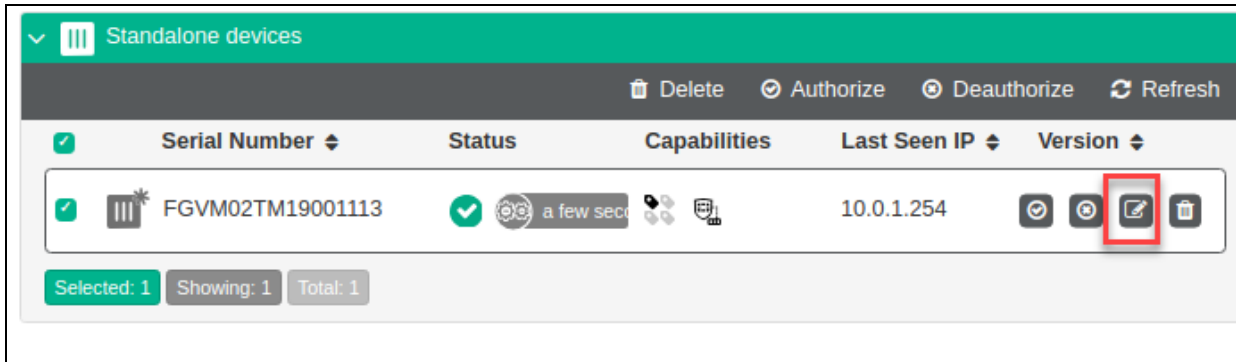 Standalone devices
Delete Authorize Deauthorize Refresh
Serial Number Status Capabilities Last Seen IP Version
FGVM02TM19001113 a few seco 10.0.1.254
Selected: 1 Showing: 1 Total: 1